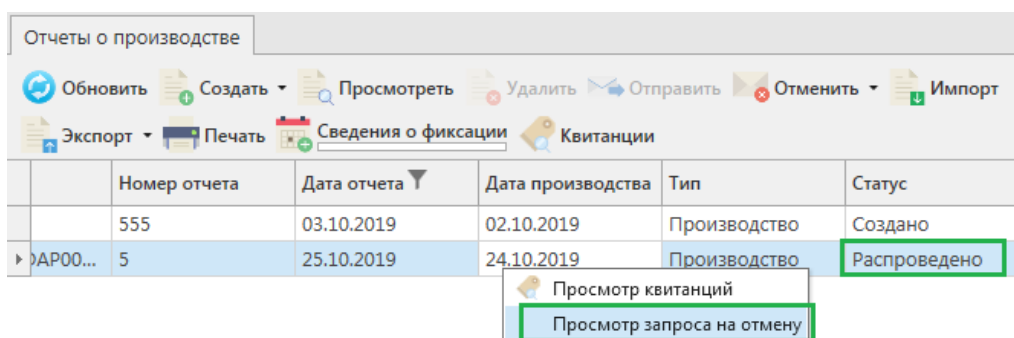 Отчеты о производстве
Обновить Создать Просмотреть Удалить Отправить Отменить Импорт
Экспорт Печать Сведения о фиксации Квитанции
Номер отчета Дата отчета Дата производства Тип Статус
555 03.10.2019 02.10.2019 Производство Создано
DAP00... 5 25.10.2019 24.10.2019 Производство Распроведено
Просмотр квитанций
Просмотр запроса на отмену